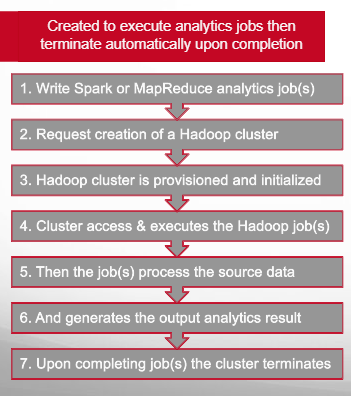 Created to execute analytics jobs then
terminate automatically upon completion
1. Write Spark or MapReduce analytics job(s)
2. Request creation of a Hadoop cluster
3. Hadoop cluster is provisioned and initialized
4. Cluster access & executes the Hadoop job(s)
5. Then the job(s) process the source data
6. And generates the output analytics result
7. Upon completing job(s) the cluster terminates